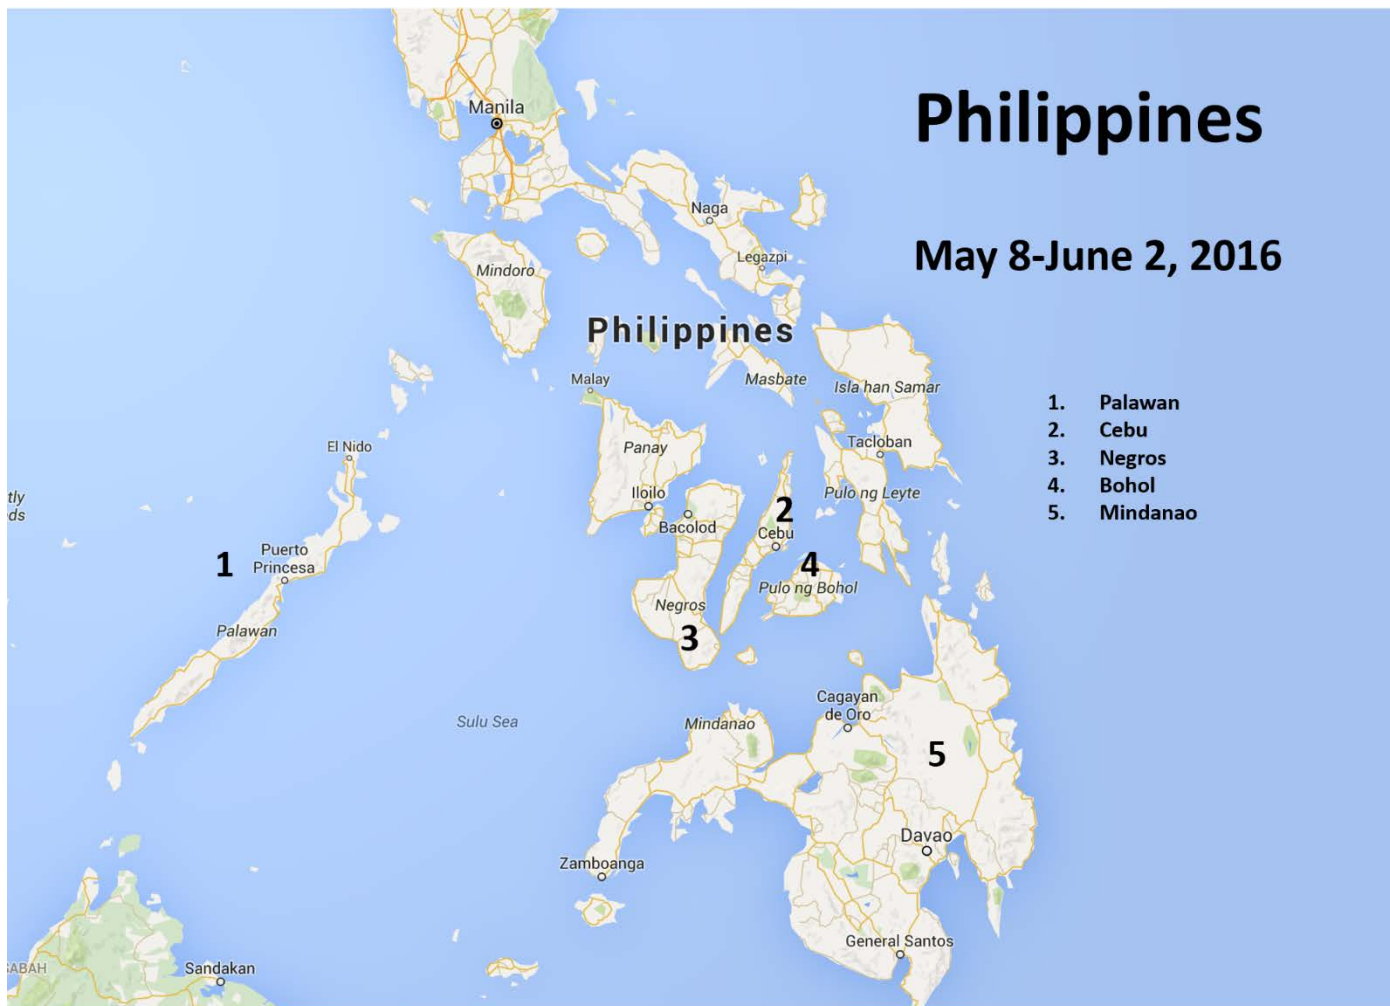 Philippines
May 8-June 2, 2016
1. Palawan
2. Cebu
3. Negros
4. Bohol
5. Mindanao
Manila
Naga
Legazpi
Mindoro
Philippines
Malay
Masbate
Isla han Samar
El Nido
Panay
Tacloban
Iloilo
Pulo ng Leyte
tly
ds
Bacolod
2
Cebu
1
Puerto
Princesa
4
Pulo ng Bohol
Negros
Palawan
3
Sulu Sea
Mindanao
Cagayan
de Oro
5
Davao
Zamboanga
General Santos
SABAH
Sandakan